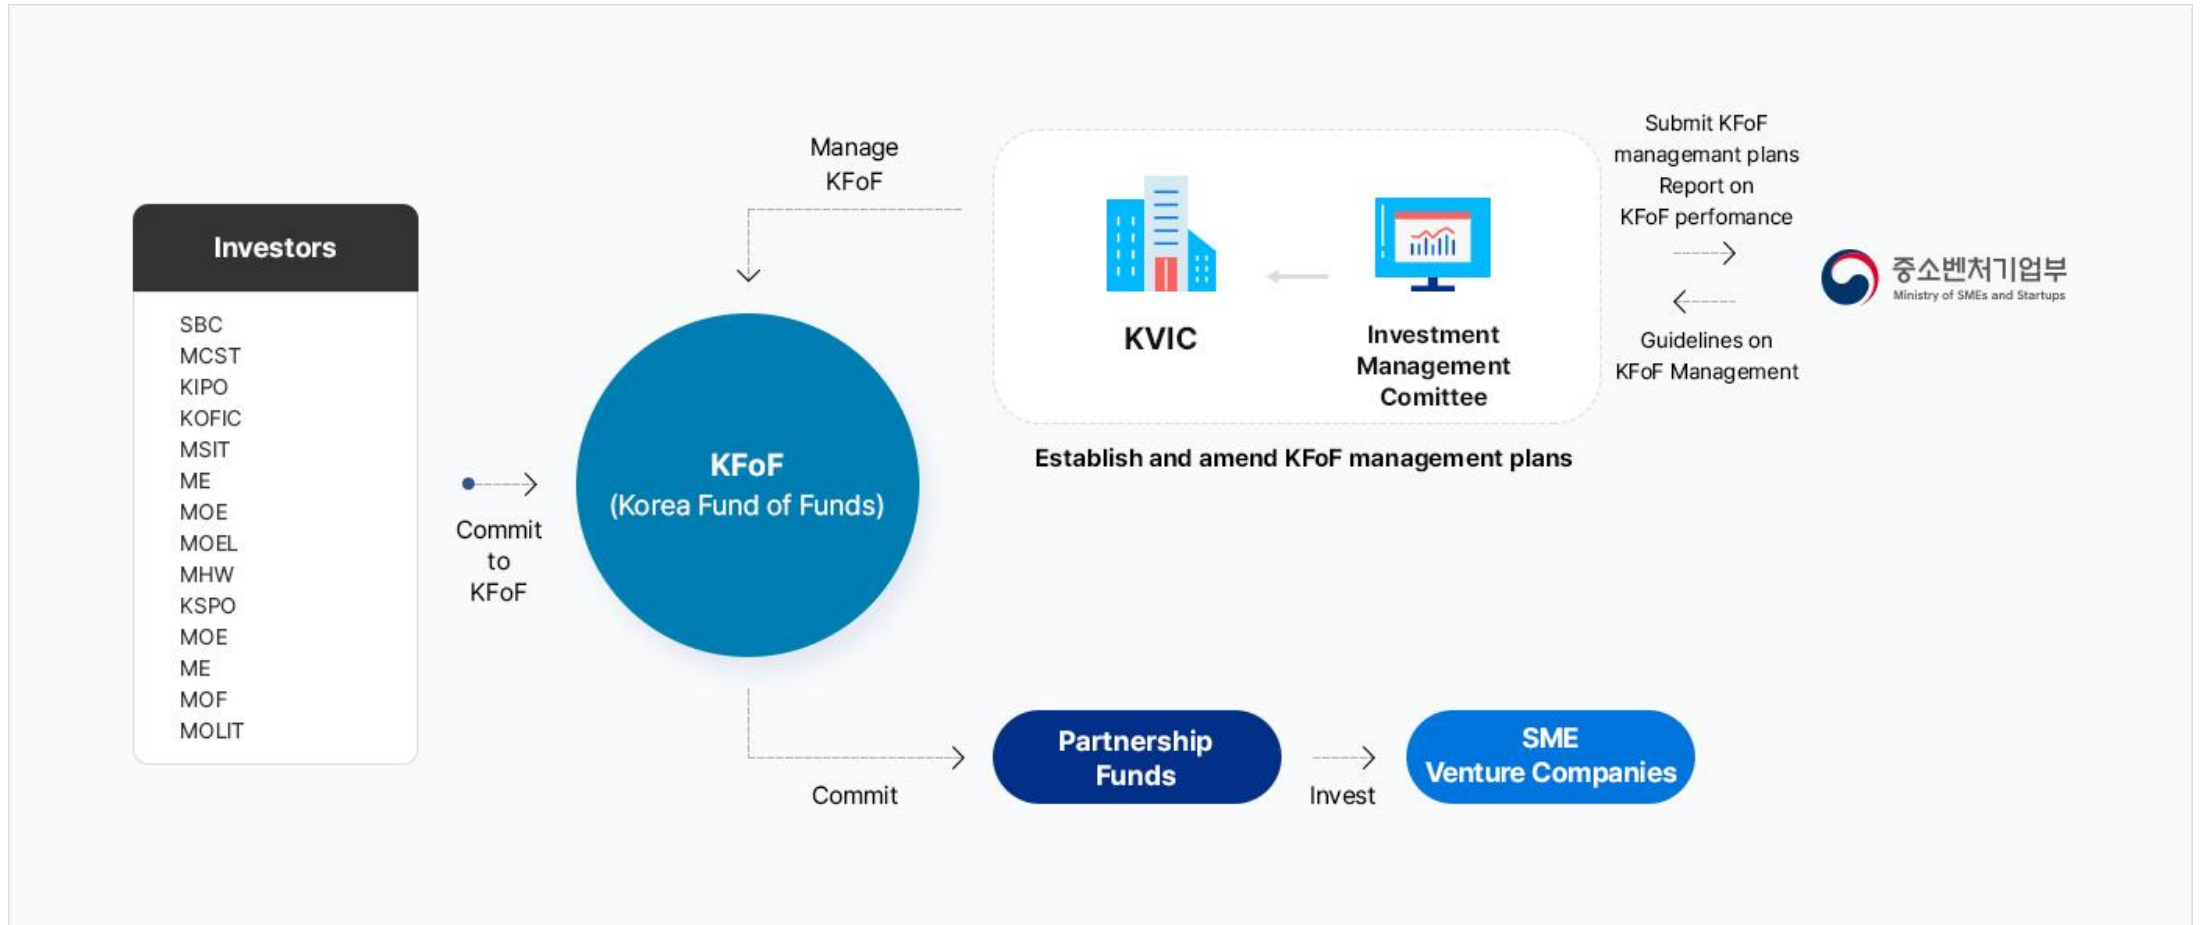 Investors
SBC
MCST
KIPO
KOFIC
MSIT
ME
MOE
MOEL
MHW
KSPO
MOE
ME
MOF
MOLIT
Commit
to
KFoF
Manage
KFoF
KFoF
(Korea Fund of Funds)
KVIC
Investment
Management
Comittee
Establish and amend KFoF management plans
Submit KFoF
managemant plans
Report on
KFoF perfomance
중소벤처기업부
Ministry of SMEs and Startups
Guidelines on
KFoF Management
Commit
Partnership
Funds
Invest
SME
Venture Companies